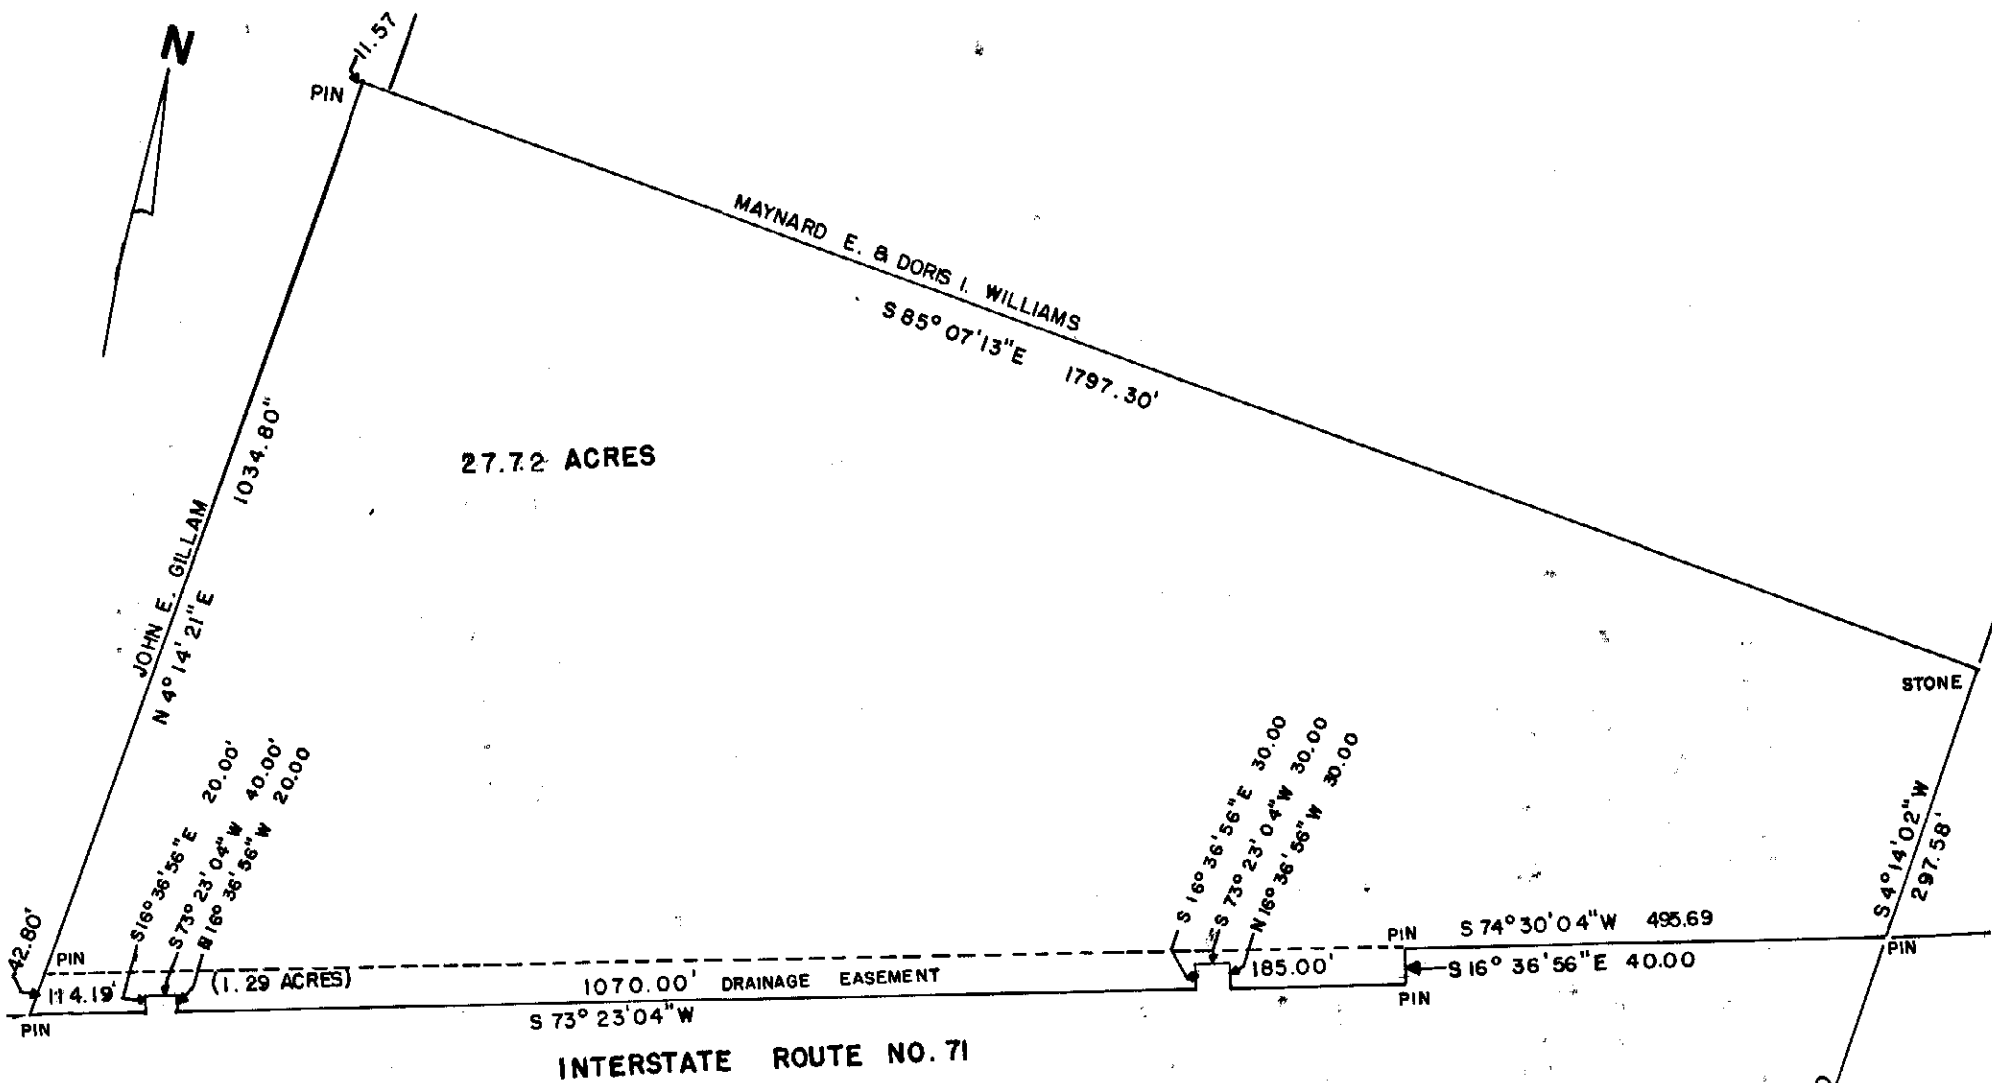 N
11.57
PIN
MAYNARD E. & DORIS I. WILLIAMS
S 85° 07' 13" E 1797.30'
JOHN E. GILLAM
1034.80"
N 4° 14' 21" E
27.72 ACRES
STONE
S 4° 14' 02" W
297.58'
S 16° 36' 56" E 20.00'
S 73° 23' 04" W 40.00'
N 16° 36' 56" W 20.00
S 16° 36' 56" E 30.00
S 73° 23' 04" W 30.00
N 16° 36' 56" W 30.00
42.80'
PIN
114.19'
(1.29 ACRES)
1070.00' DRAINAGE EASEMENT
185.00'
PIN
S 74° 30' 04" W 495.69
PIN
S 16° 36' 56" E 40.00
PIN
PIN
S 73° 23' 04" W
INTERSTATE ROUTE NO. 71